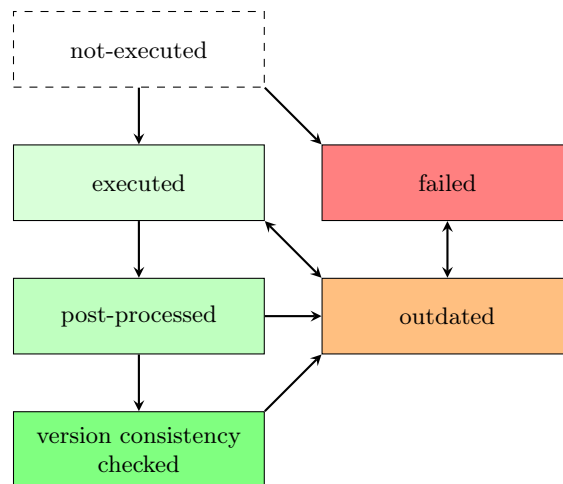 not-executed
executed
failed
post-processed
outdated
version consistency
checked